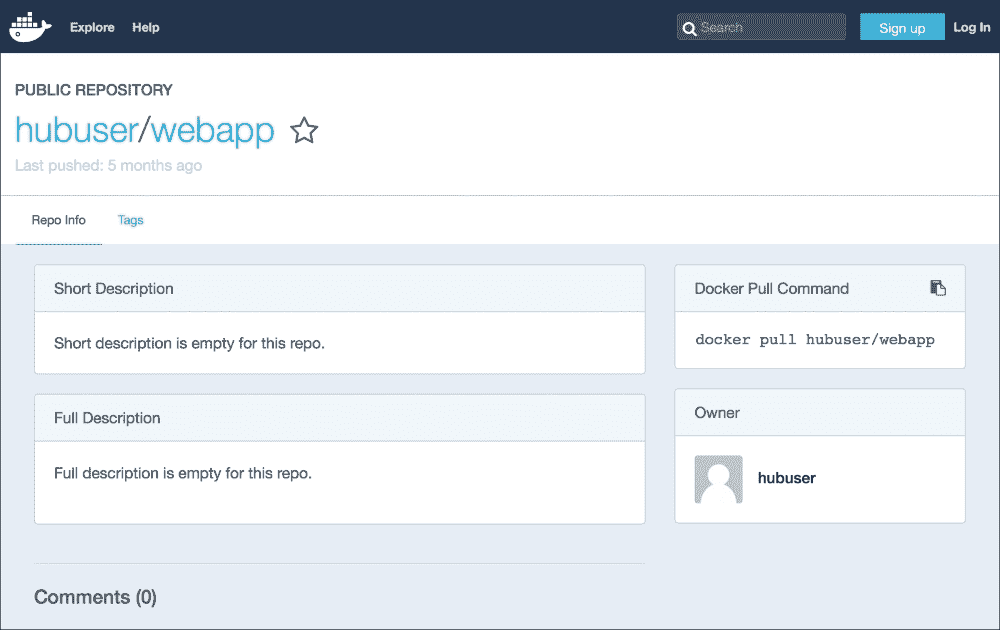 Explore Help Search Sign up Log In
PUBLIC REPOSITORY
hubuser/webapp
Last pushed: 5 months ago
Repo Info Tags
Short Description
Short description is empty for this repo.
Full Description
Full description is empty for this repo.
Docker Pull Command
docker pull hubuser/webapp
Owner
hubuser
Comments (0)